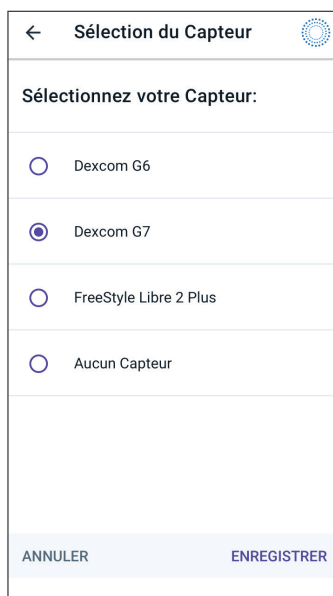 Sélection du Capteur
Sélectionnez votre Capteur:
Dexcom G6
Dexcom G7
FreeStyle Libre 2 Plus
Aucun Capteur
ANNULER ENREGISTRER